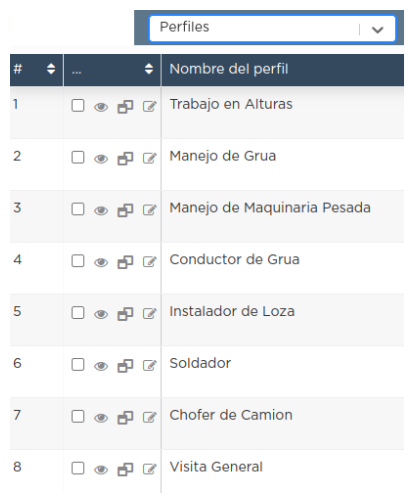 Perfiles
# ... Nombre del perfil
1 Trabajo en Alturas
2 Manejo de Grua
3 Manejo de Maquinaria Pesada
4 Conductor de Grua
5 Instalador de Loza
6 Soldador
7 Chofer de Camion
8 Visita General